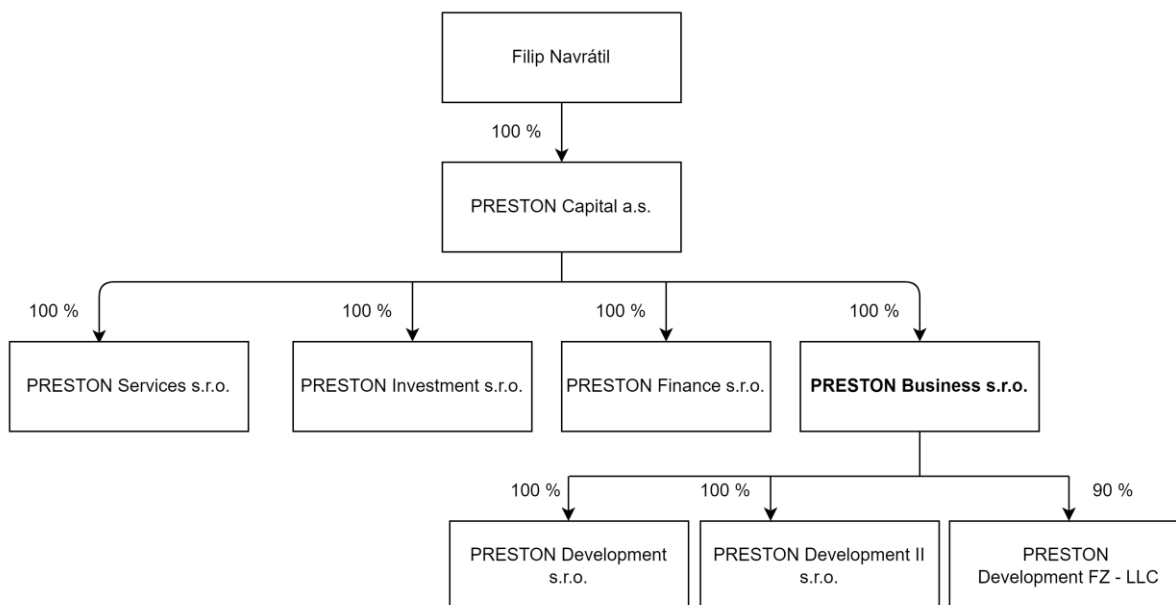 Filip Navrátil
100 %
PRESTON Capital a.s.
100 %
100 %
100 %
100 %
PRESTON Services s.r.o.
PRESTON Investment s.r.o.
PRESTON Finance s.r.o.
PRESTON Business s.r.o.
100 %
100 %
90 %
PRESTON Development
s.r.o.
PRESTON Development II
s.r.o.
PRESTON
Development FZ - LLC